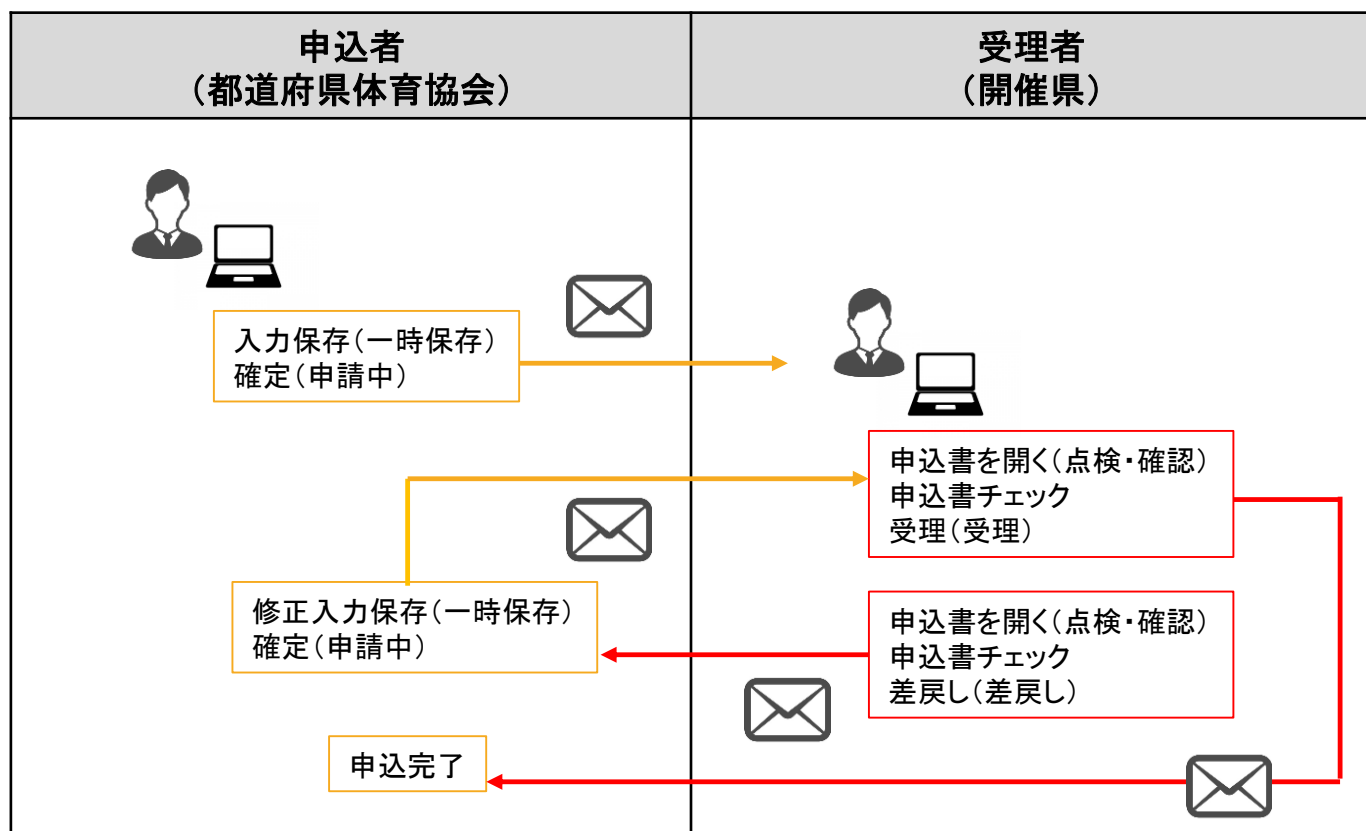 申込者
（都道府県体育協会）
受理者
（開催県）
入力保存（一時保存）
確定（申請中）
申込書を開く（点検・確認）
申込書チェック
受理（受理）
修正入力保存（一時保存）
確定（申請中）
申込書を開く（点検・確認）
申込書チェック
差戻し（差戻し）
申込完了